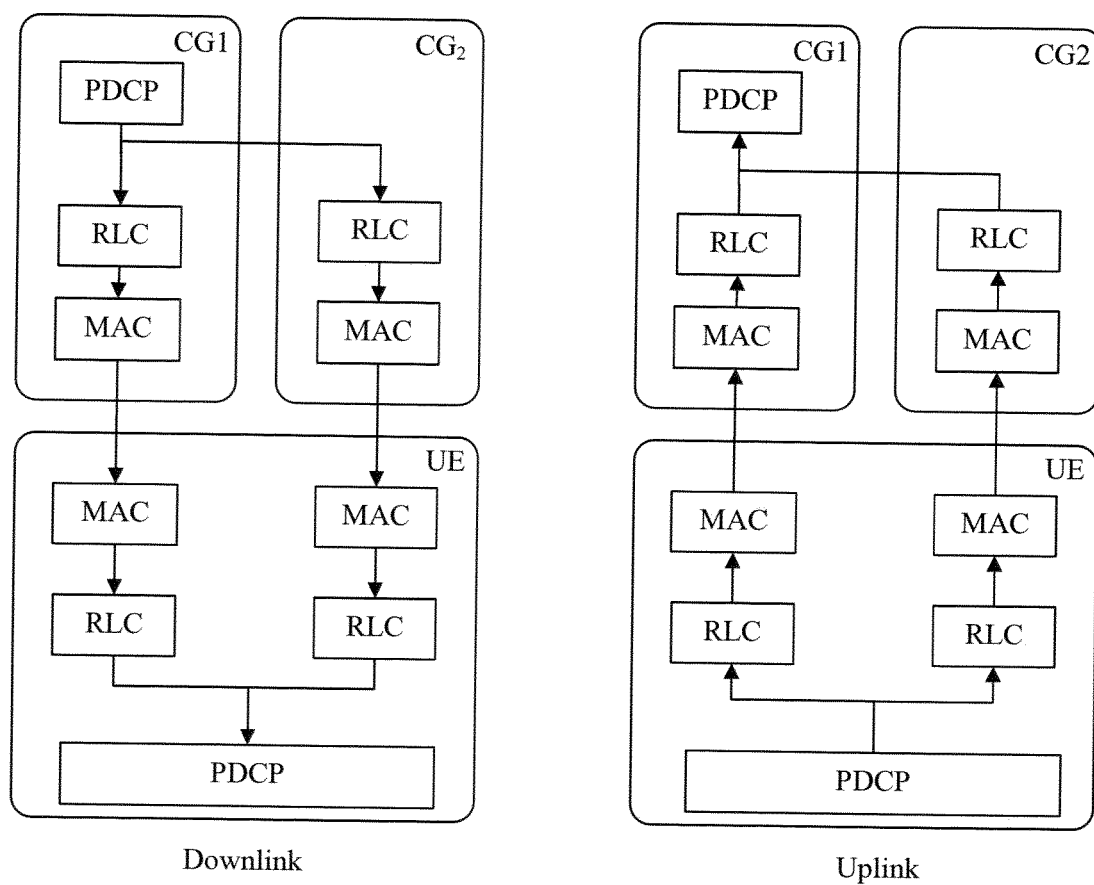 CG1
PDCP
RLC
MAC
CG₂
RLC
MAC
UE
MAC
RLC
MAC
RLC
PDCP
Downlink
CG1
PDCP
RLC
MAC
CG2
RLC
MAC
UE
MAC
RLC
MAC
RLC
PDCP
Uplink